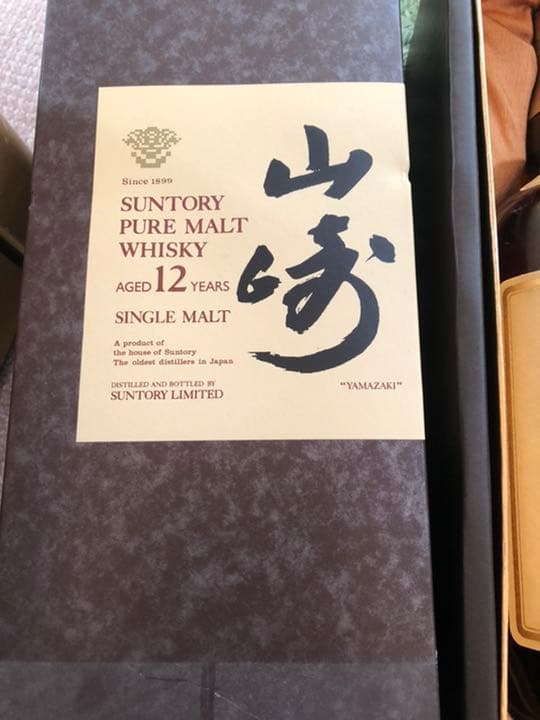 Since 1899
SUNTORY
PURE MALT
WHISKY
AGED 12 YEARS
SINGLE MALT
A product of
the house of Suntory
The oldest distillers in Japan
DISTILLED AND BOTTLED BY
SUNTORY LIMITED
山崎
"YAMAZAKI"